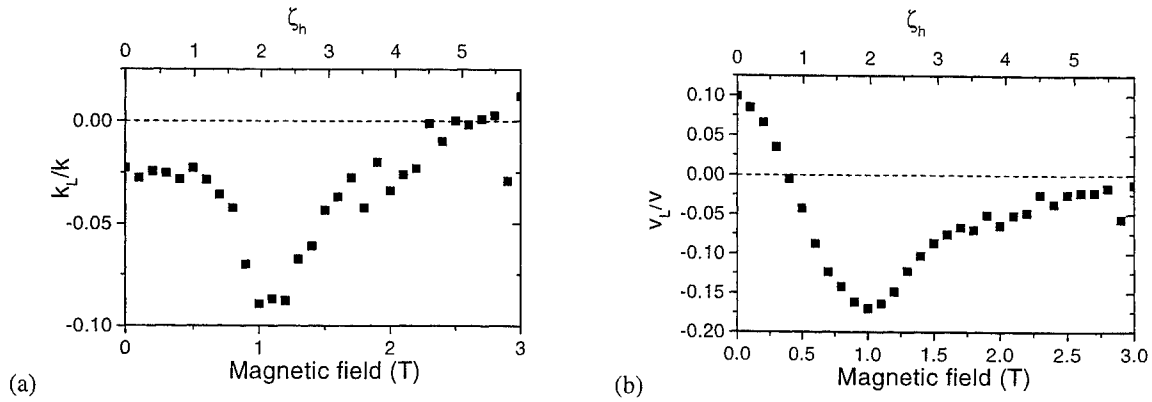 ζh
0 1 2 3 4 5
0.00
-0.05
-0.10
kL/k
0 1 2 3
Magnetic field (T)
(a)
ζh
0 1 2 3 4 5
0.10
0.05
0.00
-0.05
-0.10
-0.15
-0.20
vL/v
0.0 0.5 1.0 1.5 2.0 2.5 3.0
Magnetic field (T)
(b)